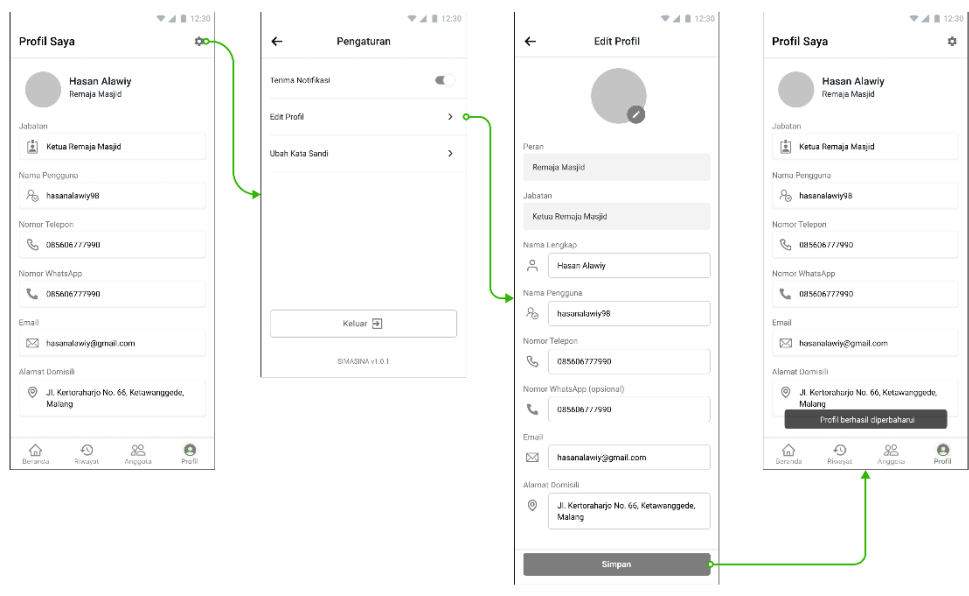 12:30
Profil Saya
Hasan Alawiy
Remaja Masjid
Jabatan
Ketua Remaja Masjid
Nama Pengguna
hasanalawiy98
Nomor Telepon
085606777990
Nomor WhatsApp
085606777990
Email
hasanalawiy@gmail.com
Alamat Domisili
Jl. Kertoraharjo No. 66, Ketawanggede,
Malang
Beranda Riwayat Anggota Profil
12:30
Pengaturan
Terima Notifikasi
Edit Profil
Ubah Kata Sandi
Keluar
SIMASINA v1.0.1
12:30
Edit Profil
Peran
Remaja Masjid
Jabatan
Ketua Remaja Masjid
Nama Lengkap
Hasan Alawiy
Nama Pengguna
hasanalawiy98
Nomor Telepon
085606777990
Nomor WhatsApp (opsional)
085606777990
Email
hasanalawiy@gmail.com
Alamat Domisili
Jl. Kertoraharjo No. 66, Ketawanggede,
Malang
Simpan
12:30
Profil Saya
Hasan Alawiy
Remaja Masjid
Jabatan
Ketua Remaja Masjid
Nama Pengguna
hasanalawiy98
Nomor Telepon
085606777990
Nomor WhatsApp
085606777990
Email
hasanalawiy@gmail.com
Alamat Domisili
Jl. Kertoraharjo No. 66, Ketawanggede,
Malang
Profil berhasil diperbaharui
Beranda Riwayat Anggota Profil